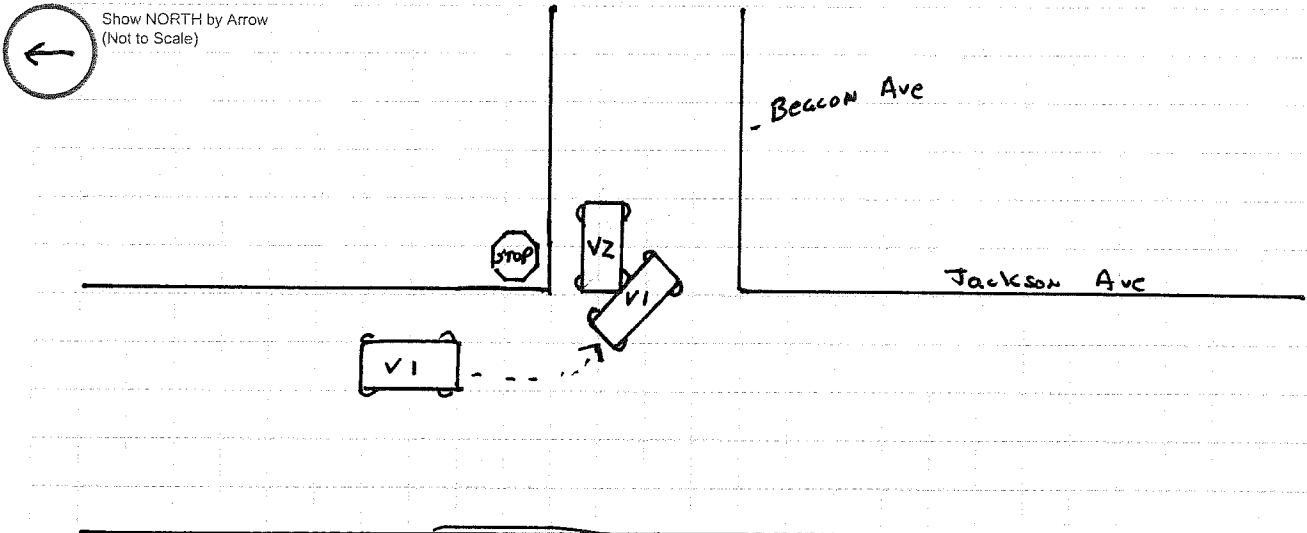 Show NORTH by Arrow
(Not to Scale)
Beacon Ave
STOP
V2
V1
Jackson Ave
V1